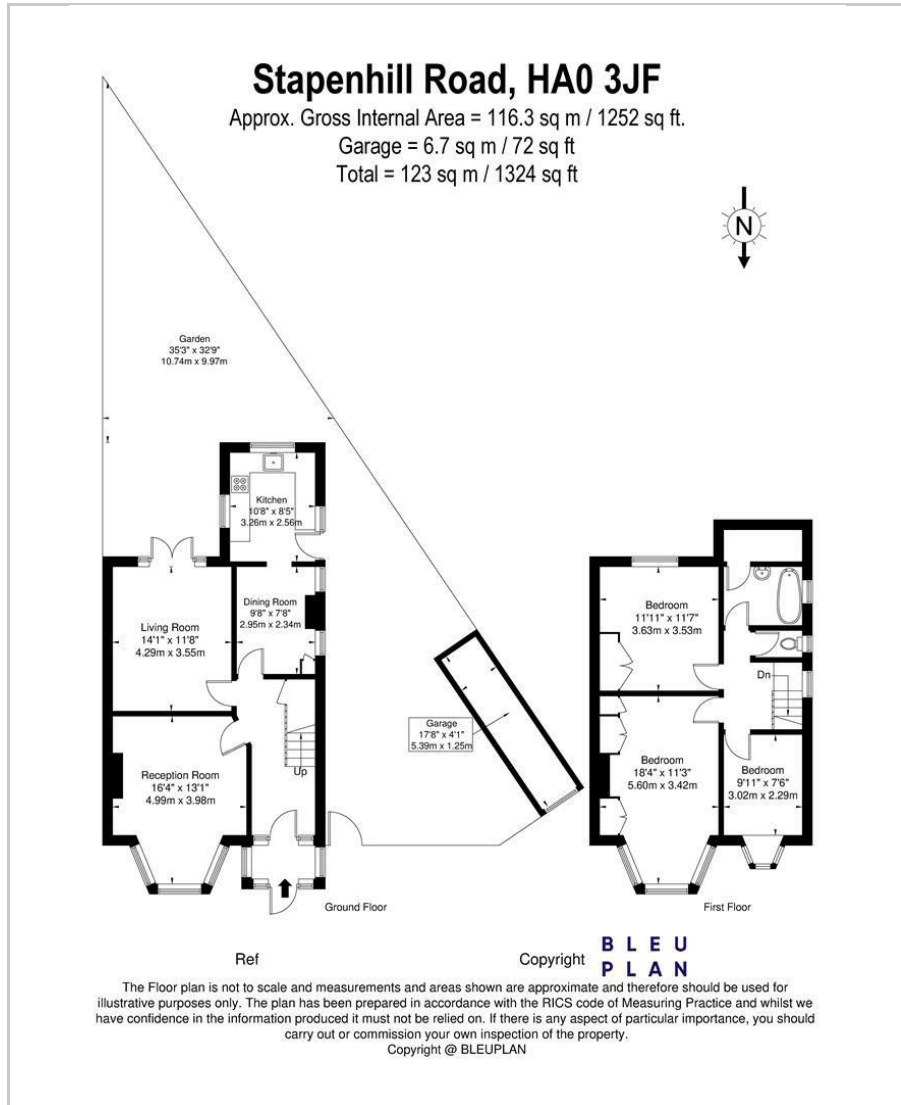 Stapenhill Road, HA0 3JF
Approx. Gross Internal Area = 116.3 sq m / 1252 sq ft.
Garage = 6.7 sq m / 72 sq ft
Total = 123 sq m / 1324 sq ft
N
Garden
35'3" x 32'9"
10.74m x 9.97m
Kitchen
10'8" x 8'5"
3.26m x 2.56m
Dining Room
9'8" x 7'8"
2.95m x 2.34m
Living Room
14'1" x 11'8"
4.29m x 3.55m
Reception Room
16'4" x 13'1"
4.99m x 3.98m
Up
Garage
17'8" x 4'1"
5.39m x 1.25m
Ground Floor
Bedroom
11'11" x 11'7"
3.63m x 3.53m
Dn
Bedroom
18'4" x 11'3"
5.60m x 3.42m
Bedroom
9'11" x 7'6"
3.02m x 2.29m
First Floor
Ref
Copyright
BLEU
PLAN
The Floor plan is not to scale and measurements and areas shown are approximate and therefore should be used for
illustrative purposes only. The plan has been prepared in accordance with the RICS code of Measuring Practice and whilst we
have confidence in the information produced it must not be relied on. If there is any aspect of particular importance, you should
carry out or commission your own inspection of the property.
Copyright @ BLEUPLAN